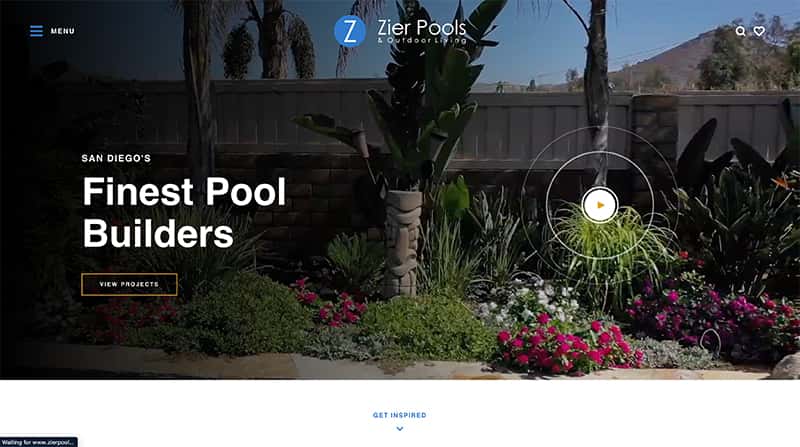 MENU
Z
Zier Pools
& Outdoor Living
SAN DIEGO'S
Finest Pool
Builders
VIEW PROJECTS
GET INSPIRED
Waiting for www.zierpool...